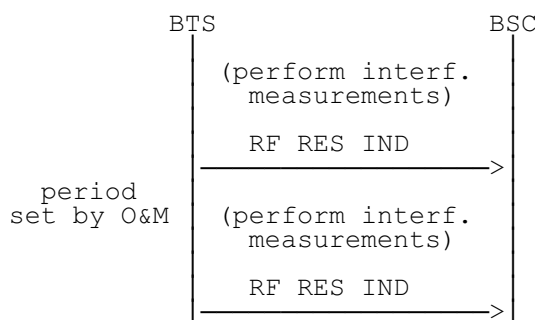 BTS BSC
(perform interf.
measurements)
RF RES IND
period
set by O&M
(perform interf.
measurements)
RF RES IND